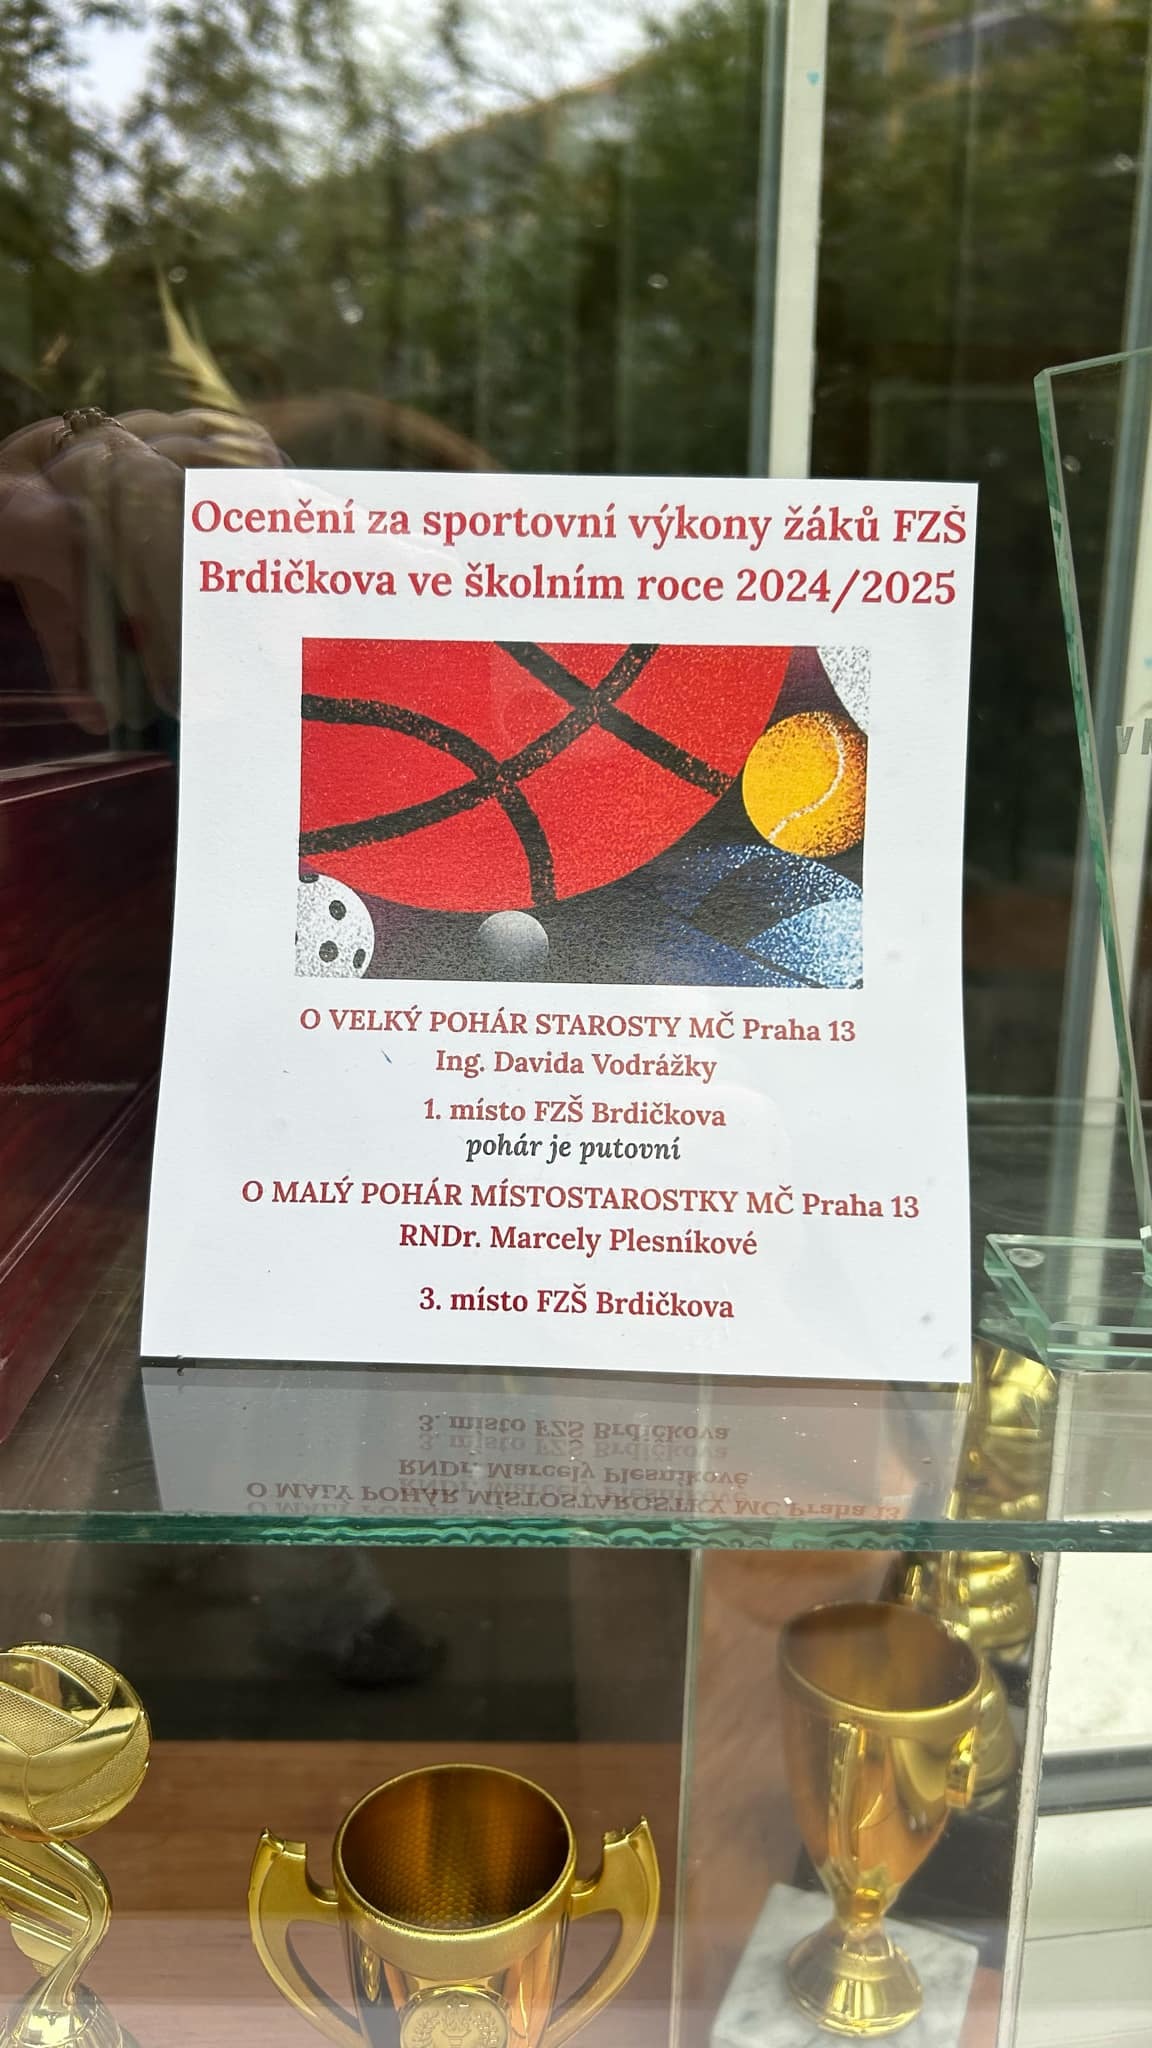 Ocenění za sportovní výkony žáků FZŠ
Brdičkova ve školním roce 2024/2025
O VELKÝ POHÁR STAROSTY MČ Praha 13
Ing. Davida Vodrážky
1. místo FZŠ Brdičkova
pohár je putovní
O MALÝ POHÁR MÍSTOSTAROSTKY MČ Praha 13
RNDr. Marcely Plesníkové
3. místo FZŠ Brdičkova